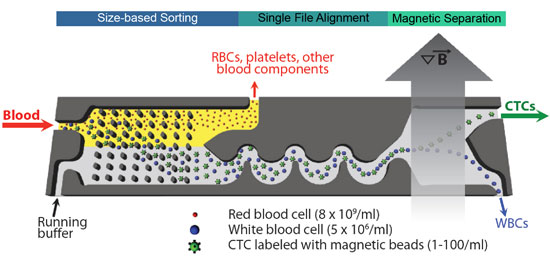 Size-based Sorting
Single File Alignment
Magnetic Separation
RBCs, platelets, other
blood components
▽B
Blood
CTCs
Running
buffer
WBCs
Red blood cell (8 x 10⁹/ml)
White blood cell (5 x 10⁶/ml)
CTC labeled with magnetic beads (1-100/ml)